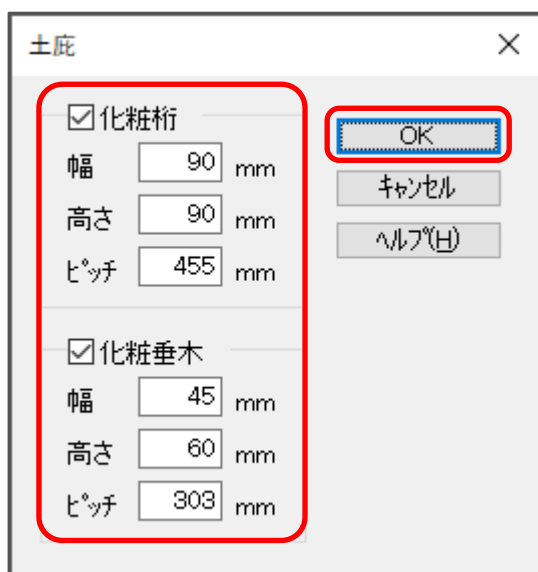 土庇
化粧桁
幅 90 mm
高さ 90 mm
ピッチ 455 mm
化粧垂木
幅 45 mm
高さ 60 mm
ピッチ 303 mm
OK
キャンセル
ヘルプ(H)